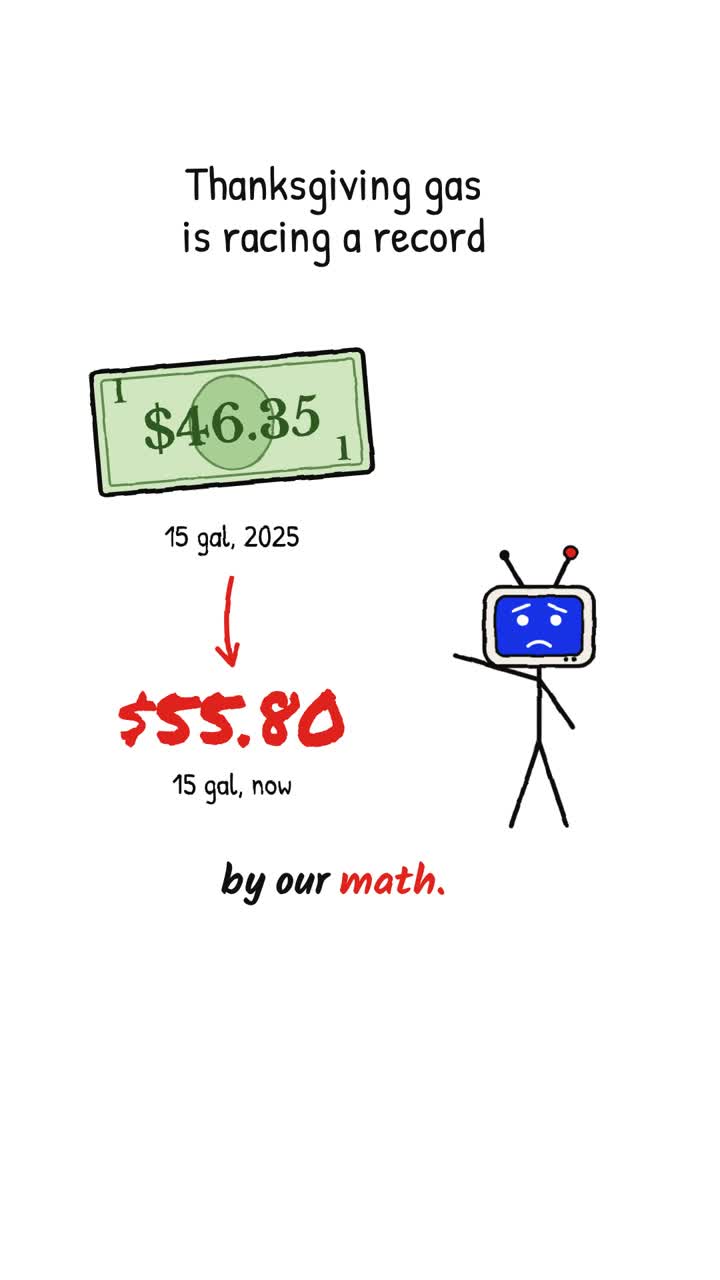 Thanksgiving gas
is racing a record
1
$46.35
1
15 gal, 2025
$55.80
15 gal, now
by our math.